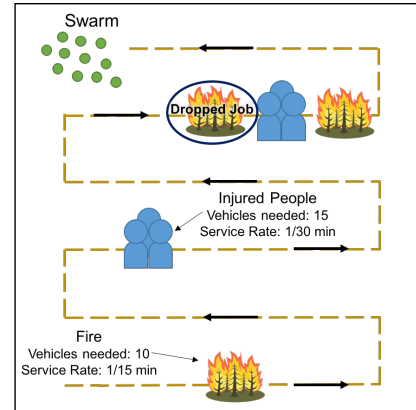 Swarm
Dropped Job
Injured People
Vehicles needed: 15
Service Rate: 1/30 min
Fire
Vehicles needed: 10
Service Rate: 1/15 min